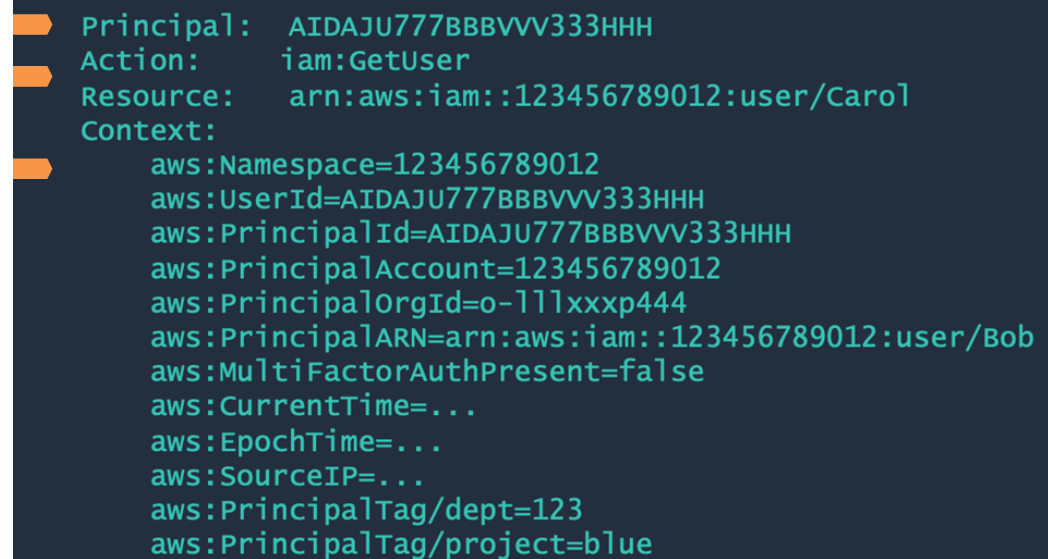 Principal: AIDAJU777BBBVVV333HHH
Action: iam:GetUser
Resource: arn:aws:iam::123456789012:user/Carol
Context:
aws:Namespace=123456789012
aws:UserId=AIDAJU777BBBVVV333HHH
aws:PrincipalId=AIDAJU777BBBVVV333HHH
aws:PrincipalAccount=123456789012
aws:PrincipalOrgId=o-lllxxxp444
aws:PrincipalARN=arn:aws:iam::123456789012:user/Bob
aws:MultiFactorAuthPresent=false
aws:CurrentTime=...
aws:EpochTime=...
aws:SourceIP=...
aws:PrincipalTag/dept=123
aws:PrincipalTag/project=blue